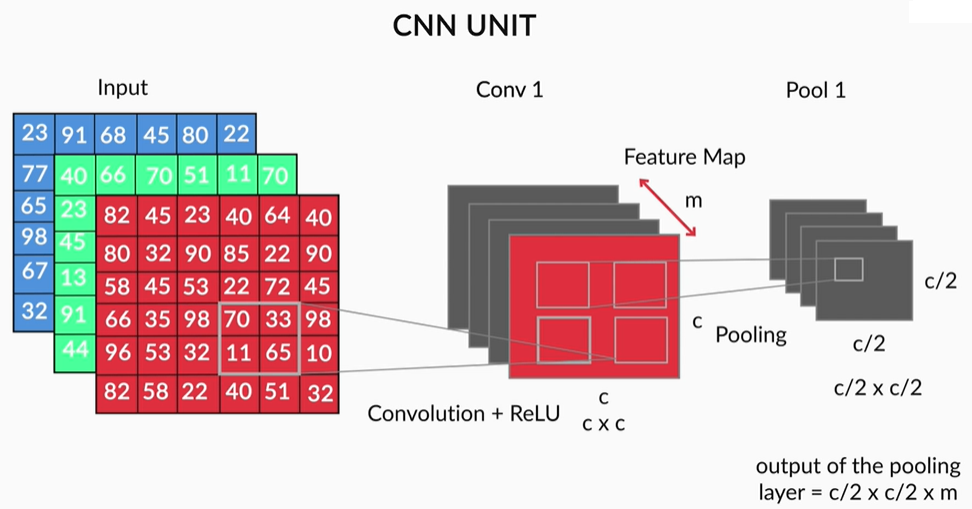 CNN UNIT
Input
Conv 1
Pool 1
23 91 68 45 80 22
77 40 66 70 51 11 70
65 23 82 45 23 40 64 40
98 45 80 32 90 85 22 90
67 13 58 45 53 22 72 45
32 91 66 35 98 70 33 98
44 96 53 32 11 65 10
82 58 22 40 51 32
Feature Map
m
c
Pooling
c/2
c/2
c/2 x c/2
Convolution + ReLU
c
c x c
output of the pooling
layer = c/2 x c/2 x m